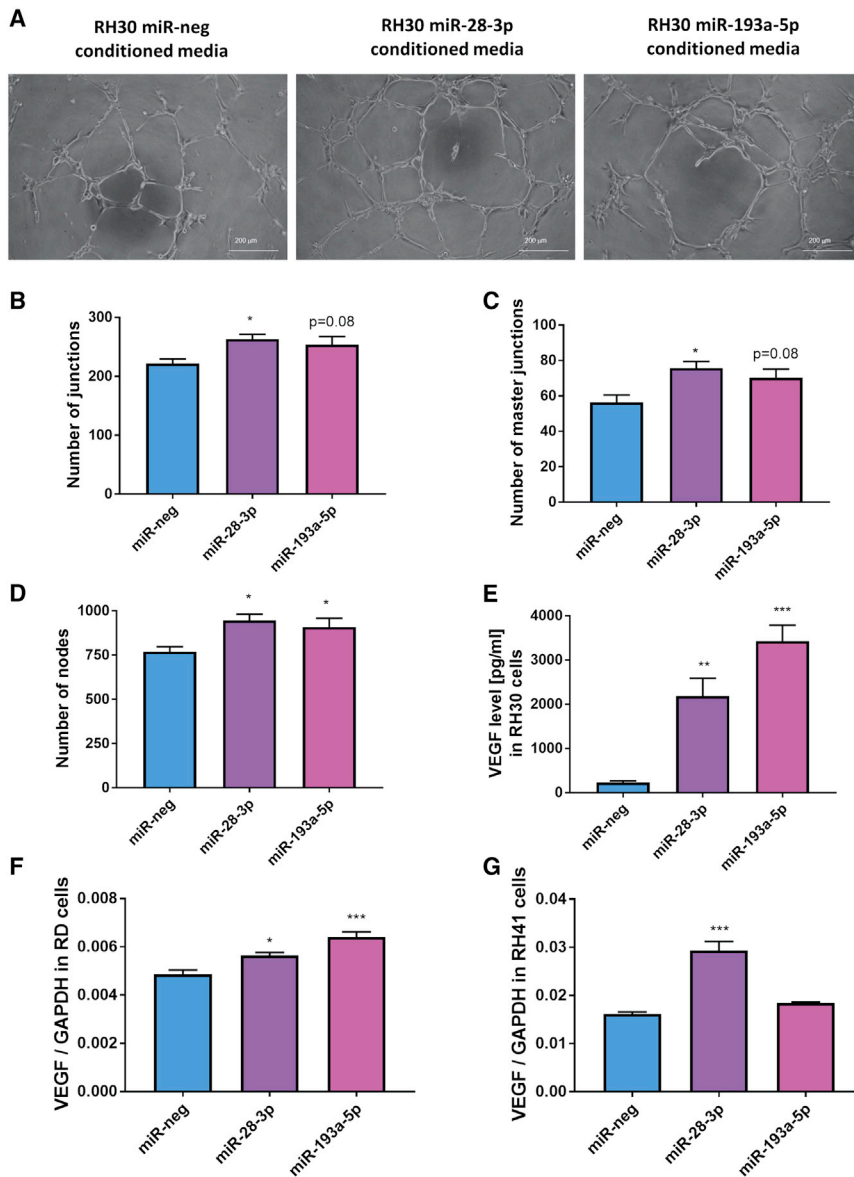 A
RH30 miR-neg
conditioned media
RH30 miR-28-3p
conditioned media
RH30 miR-193a-5p
conditioned media
200 µm
200 µm
200 µm
B
Number of junctions
300
200
100
0
*
p=0.08
miR-neg
miR-28-3p
miR-193a-5p
C
Number of master junctions
80
60
40
20
0
*
p=0.08
miR-neg
miR-28-3p
miR-193a-5p
D
Number of nodes
1000
750
500
250
0
*
*
miR-neg
miR-28-3p
miR-193a-5p
E
VEGF level [pg/ml]
in RH30 cells
4000
3000
2000
1000
0
**
***
miR-neg
miR-28-3p
miR-193a-5p
F
VEGF / GAPDH in RD cells
0.008
0.006
0.004
0.002
0.000
*
***
miR-neg
miR-28-3p
miR-193a-5p
G
VEGF / GAPDH in RH41 cells
0.04
0.03
0.02
0.01
0.00
***
miR-neg
miR-28-3p
miR-193a-5p